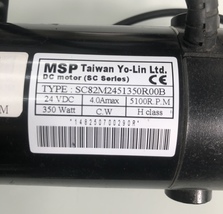 MSP Taiwan Yo-Lin Ltd.
DC motor (SC Series)
TYPE : SC82M2451350R00B
24 VDC 4.0Amax 5100R.P.M
350 Watt C.W H class